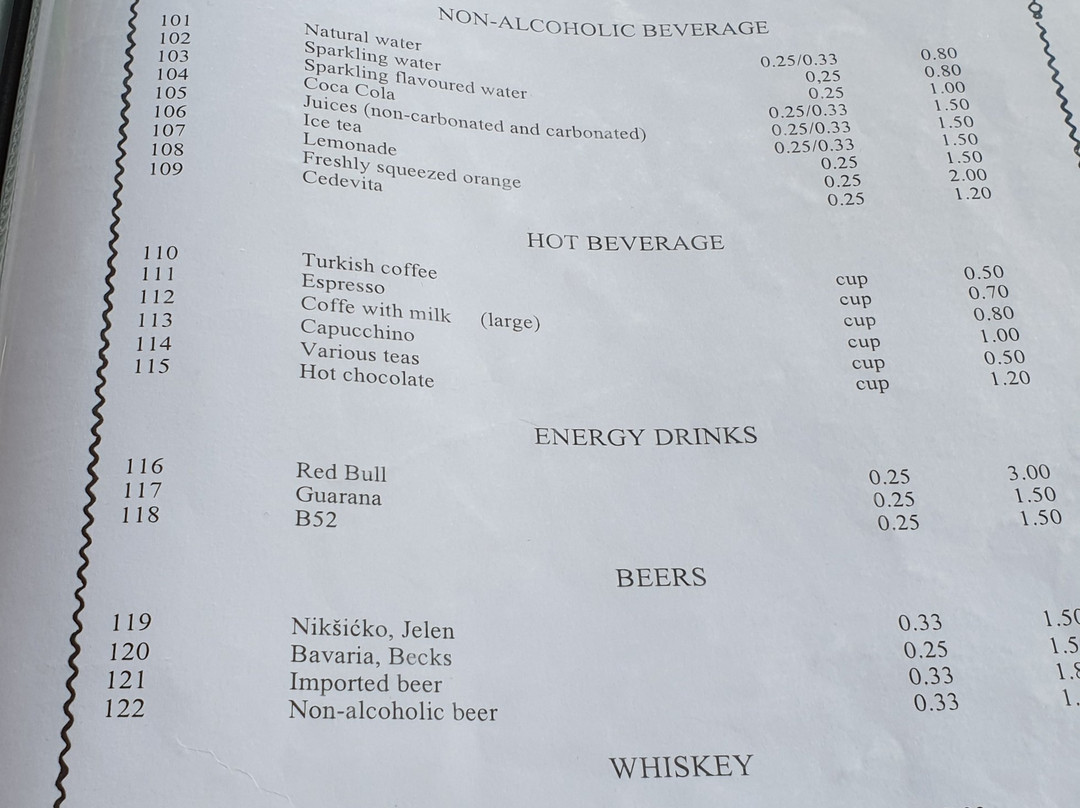 NON-ALCOHOLIC BEVERAGE
101 Natural water 0.25/0.33 0.80
102 Sparkling water 0,25 0.80
103 Sparkling flavoured water 0.25 1.00
104 Coca Cola 0.25/0.33 1.50
105 Juices (non-carbonated and carbonated) 0.25/0.33 1.50
106 Ice tea 0.25/0.33 1.50
107 Lemonade 0.25 1.50
108 Freshly squeezed orange 0.25 2.00
109 Cedevita 0.25 1.20
HOT BEVERAGE
110 Turkish coffee cup 0.50
111 Espresso cup 0.70
112 Coffe with milk (large) cup 0.80
113 Capucchino cup 1.00
114 Various teas cup 0.50
115 Hot chocolate cup 1.20
ENERGY DRINKS
116 Red Bull 0.25 3.00
117 Guarana 0.25 1.50
118 B52 0.25 1.50
BEERS
119 Nikšićko, Jelen 0.33 1.50
120 Bavaria, Becks 0.25 1.5
121 Imported beer 0.33 1.8
122 Non-alcoholic beer 0.33 1.
WHISKEY